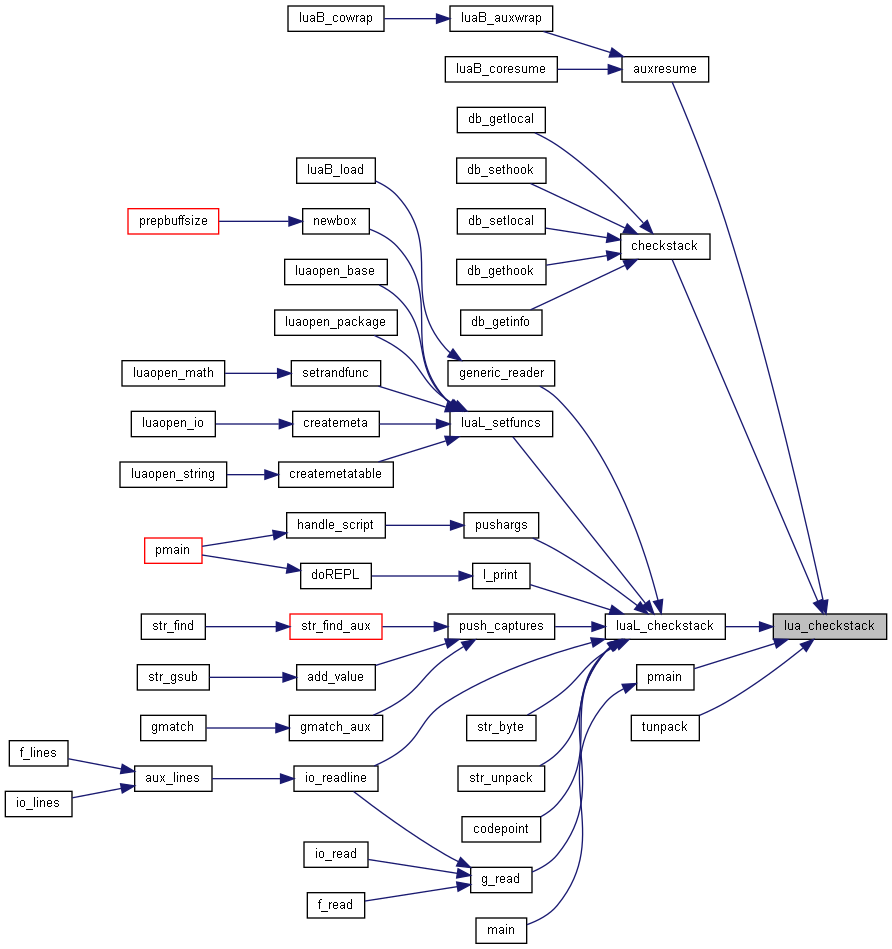 luaB_cowrap
luaB_auxwrap
luaB_coresume
auxresume
db_getlocal
luaB_load
db_sethook
prepbuffsize
newbox
db_setlocal
checkstack
luaopen_base
db_gethook
luaopen_package
db_getinfo
luaopen_math
setrandfunc
generic_reader
luaopen_io
createmeta
luaL_setfuncs
luaopen_string
createmetatable
handle_script
pushargs
pmain
doREPL
l_print
str_find
str_find_aux
push_captures
luaL_checkstack
lua_checkstack
str_gsub
add_value
pmain
gmatch
gmatch_aux
str_byte
tunpack
f_lines
aux_lines
io_readline
str_unpack
io_lines
codepoint
io_read
g_read
f_read
main